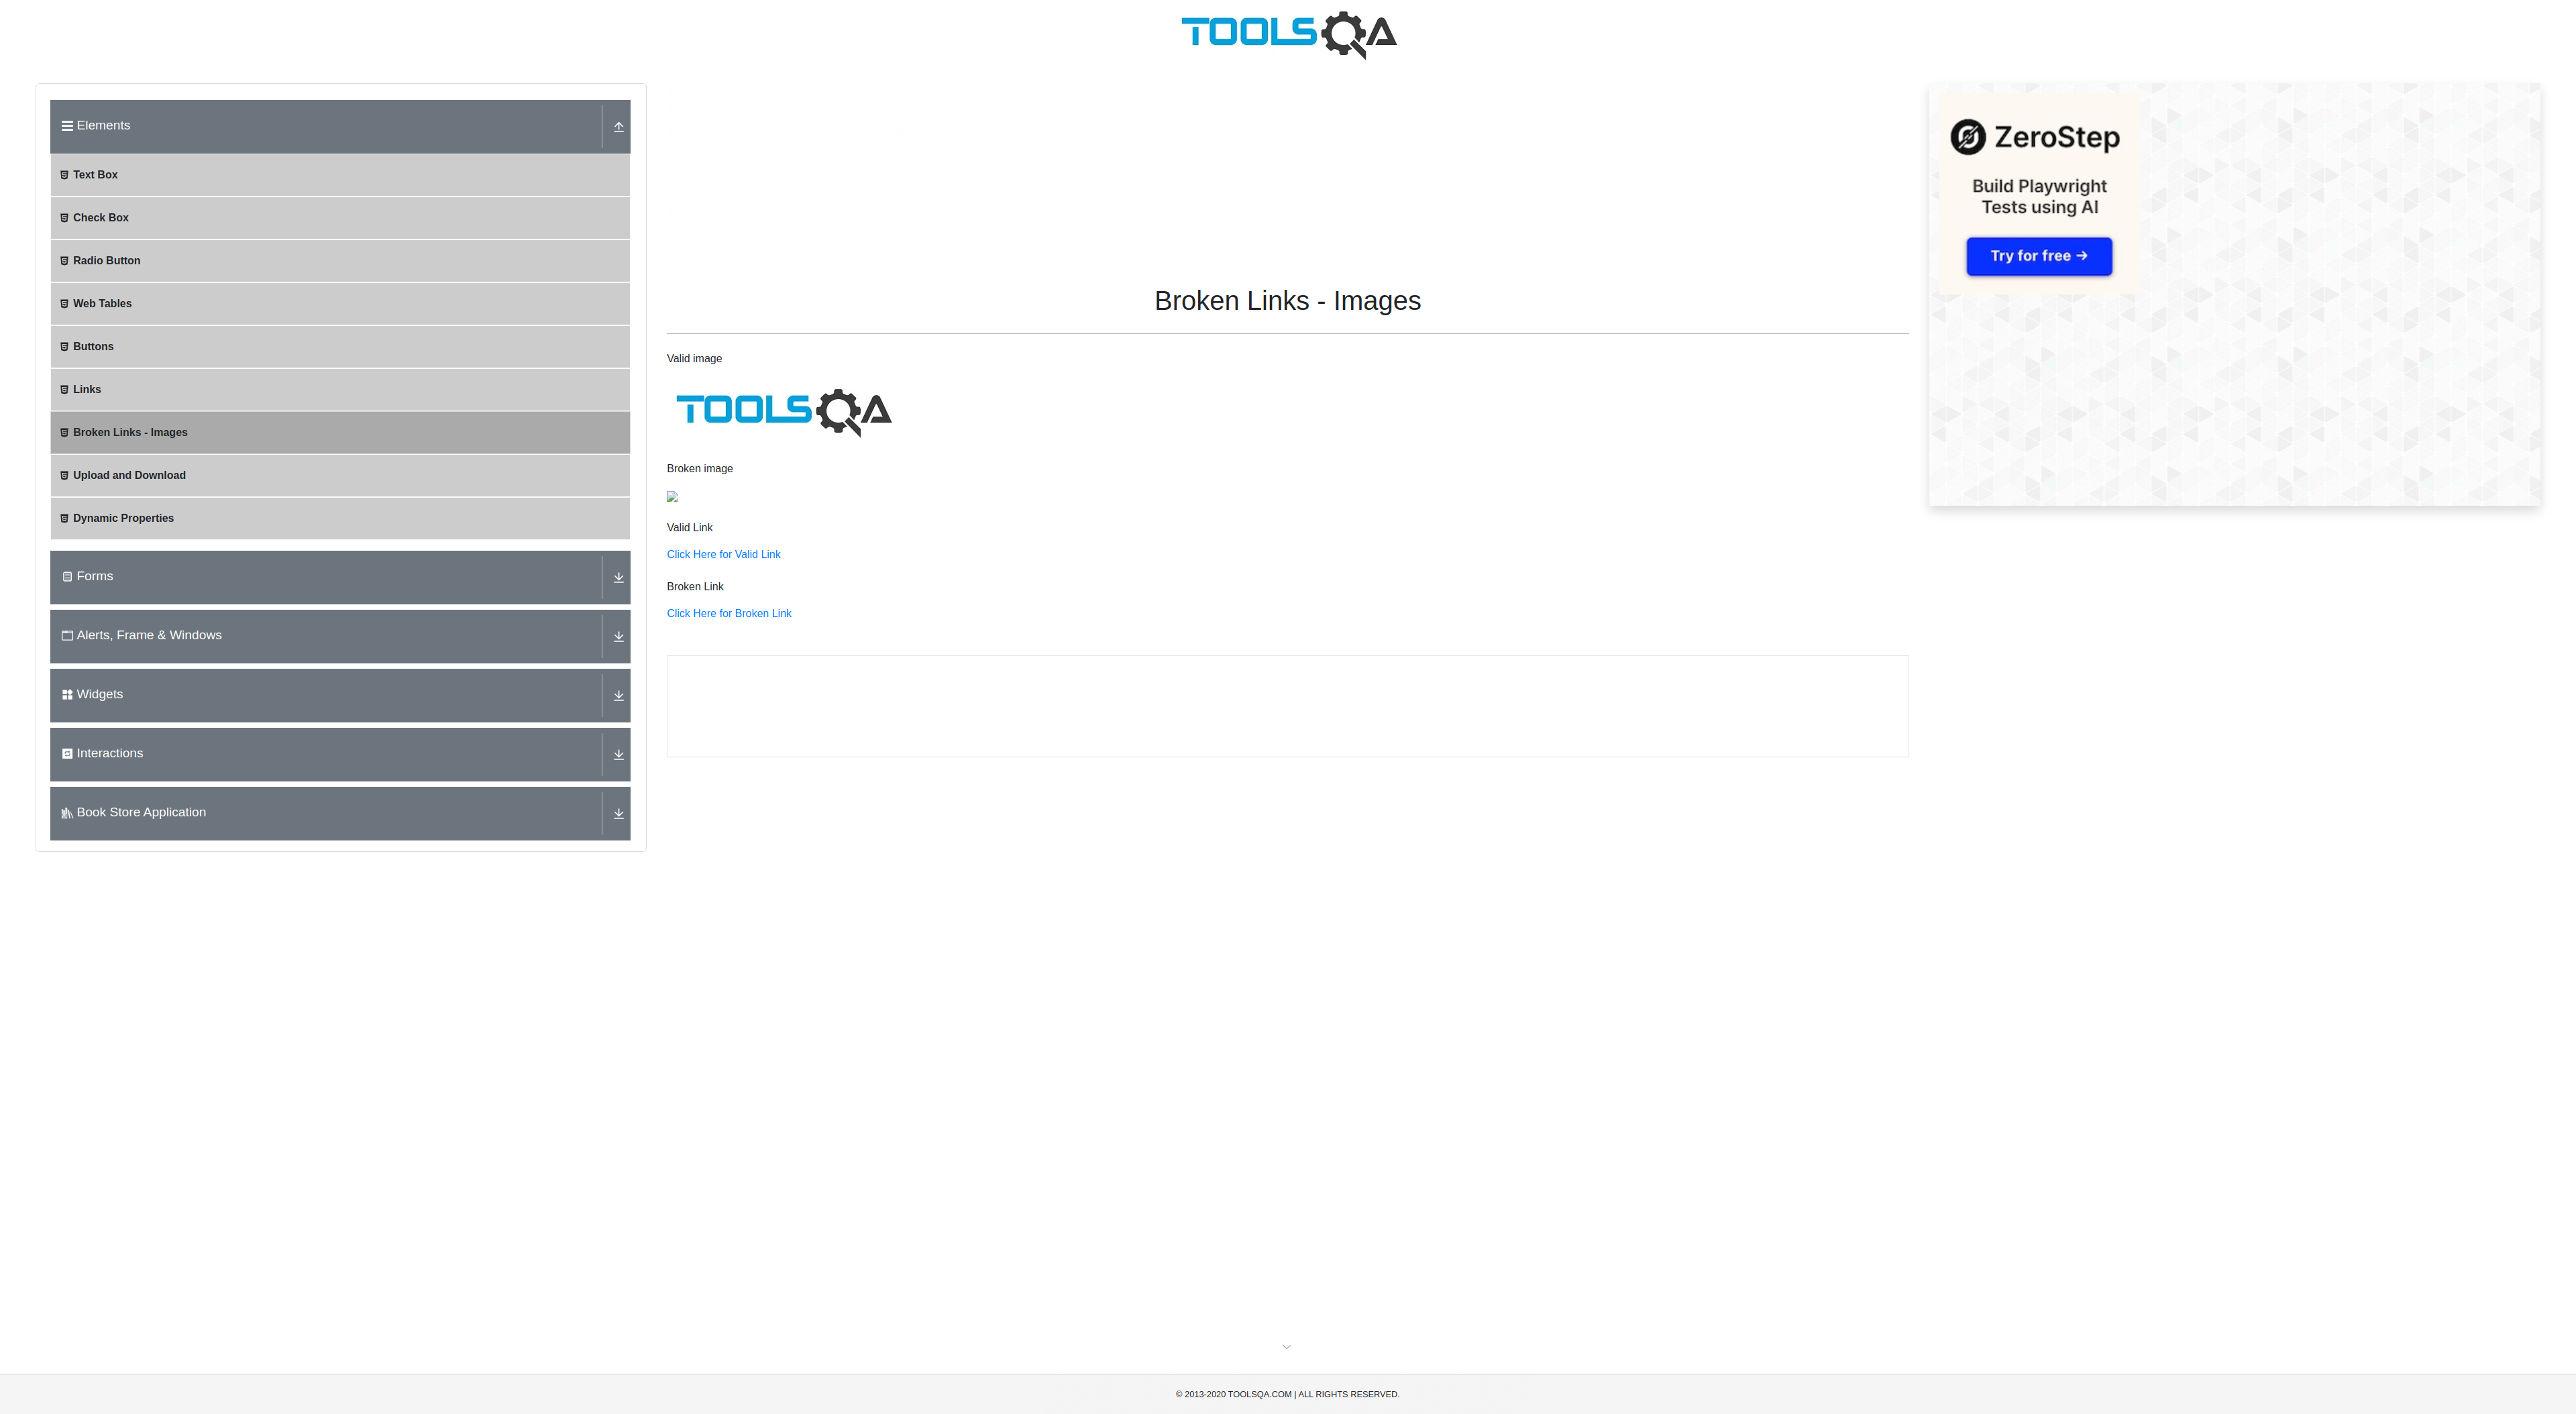 TOOLSQA
Elements
Text Box
Check Box
Radio Button
Web Tables
Buttons
Links
Broken Links - Images
Upload and Download
Dynamic Properties
Forms
Alerts, Frame & Windows
Widgets
Interactions
Book Store Application
Broken Links - Images
Valid image
TOOLSQA
Broken image
Valid Link
Click Here for Valid Link
Broken Link
Click Here for Broken Link
ZeroStep
Build Playwright
Tests using AI
Try for free →
© 2013-2020 TOOLSQA.COM | ALL RIGHTS RESERVED.